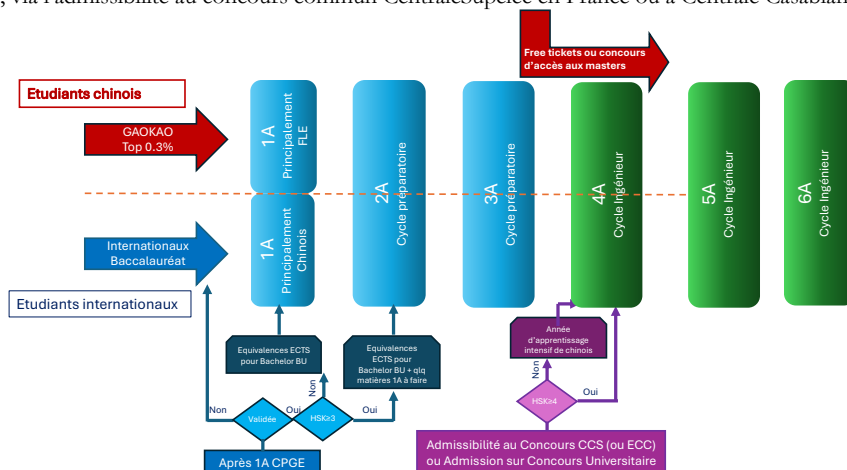 , via l'admissibilité au concours commun CentraleSupélec en France ou à Centrale Casablan
Free tickets ou concours
d'accès aux masters
Etudiants chinois
GAOKAO
Top 0.3%
1A
Principalement
FLE
2A
Cycle préparatoire
3A
Cycle préparatoire
4A
Cycle Ingénieur
5A
Cycle Ingénieur
6A
Cycle Ingénieur
1A
Principalement
Chinois
Internationaux
Baccalauréat
Etudiants internationaux
Equivalences ECTS
pour Bachelor BU
Equivalences
ECTS pour
Bachelor BU + qlq
matières 1A à faire
Année
d'apprentissage
intensif de chinois
Non
Validée
Oui
Non
HSK≥3
Oui
Non
HSK≥4
Oui
Après 1A CPGE
Admissibilité au Concours CCS (ou ECC)
ou Admission sur Concours Universitaire